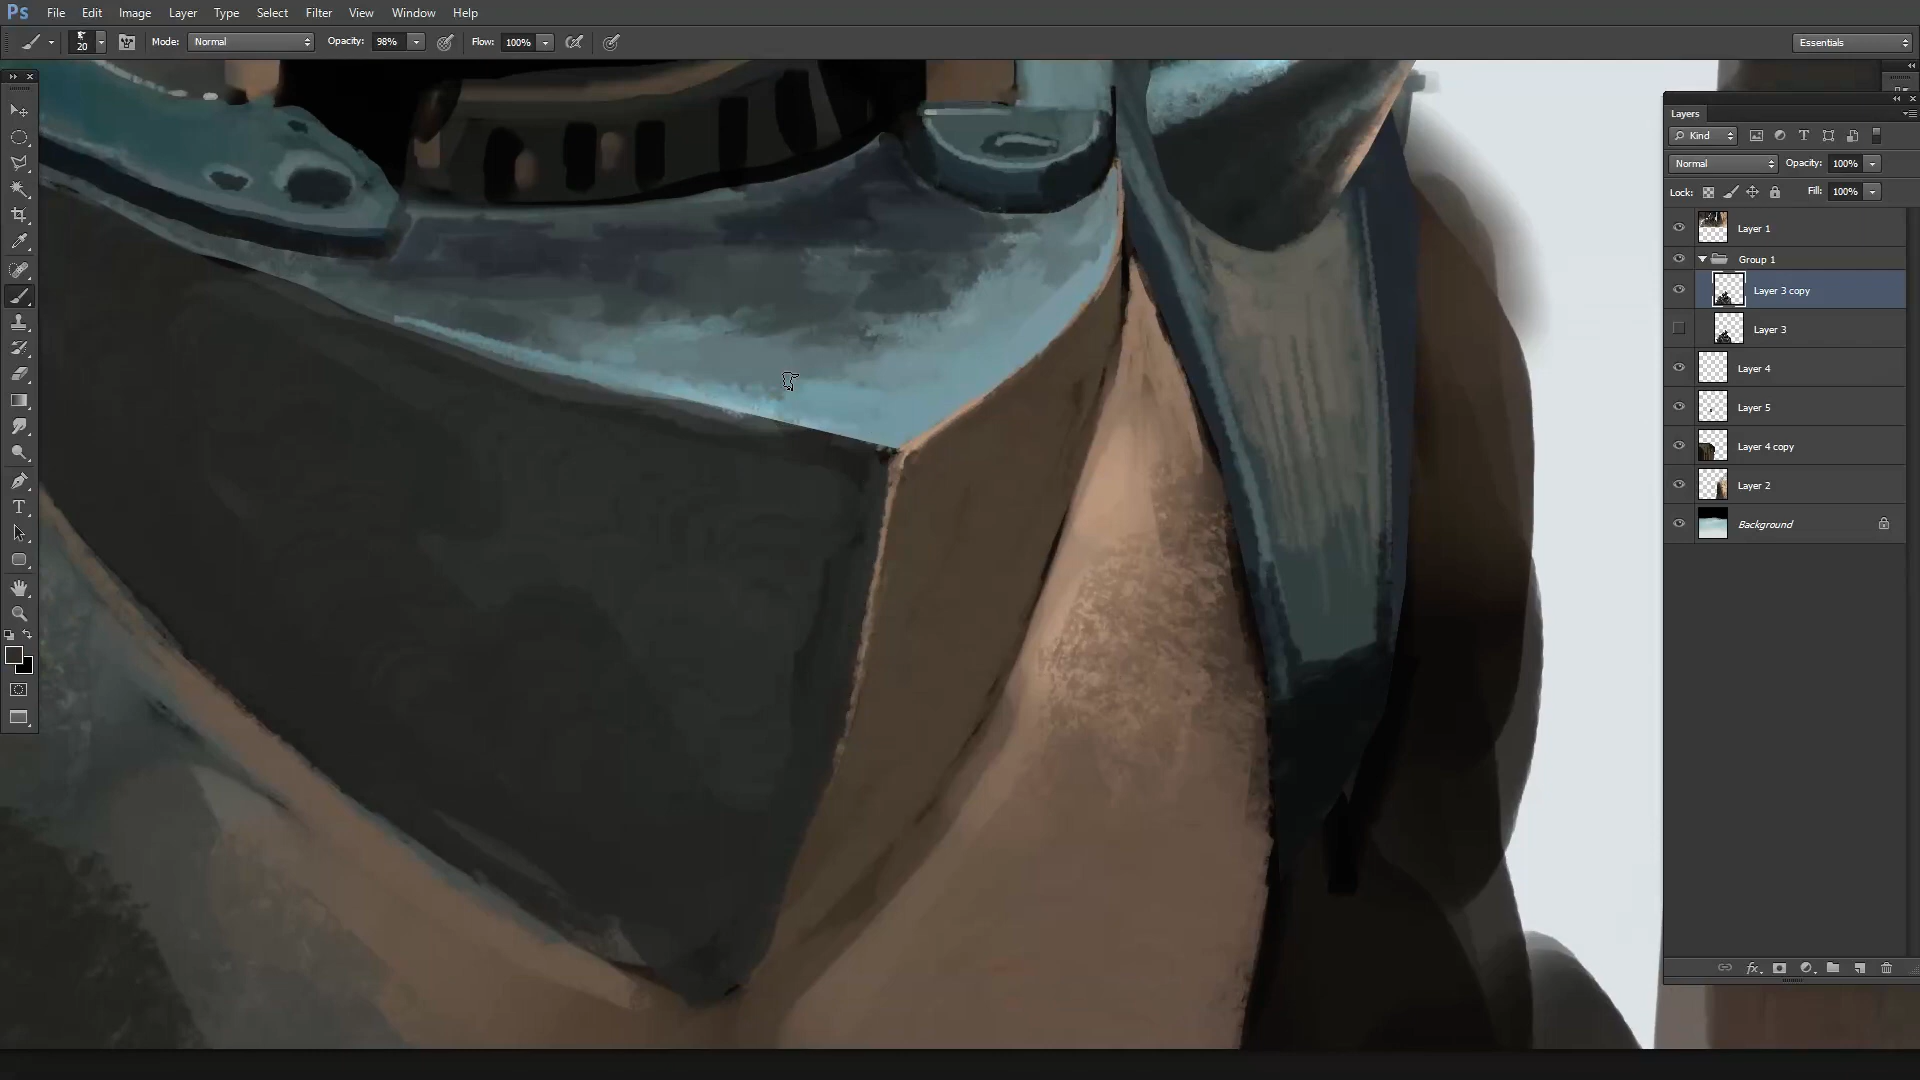 Ps File Edit Image Layer Type Select Filter View Window Help
20 Mode: Normal Opacity: 98% Flow: 100% Essentials
Layers
Kind
Normal Opacity: 100%
Lock: Fill: 100%
Layer 1
Group 1
Layer 3 copy
Layer 3
Layer 4
Layer 5
Layer 4 copy
Layer 2
Background